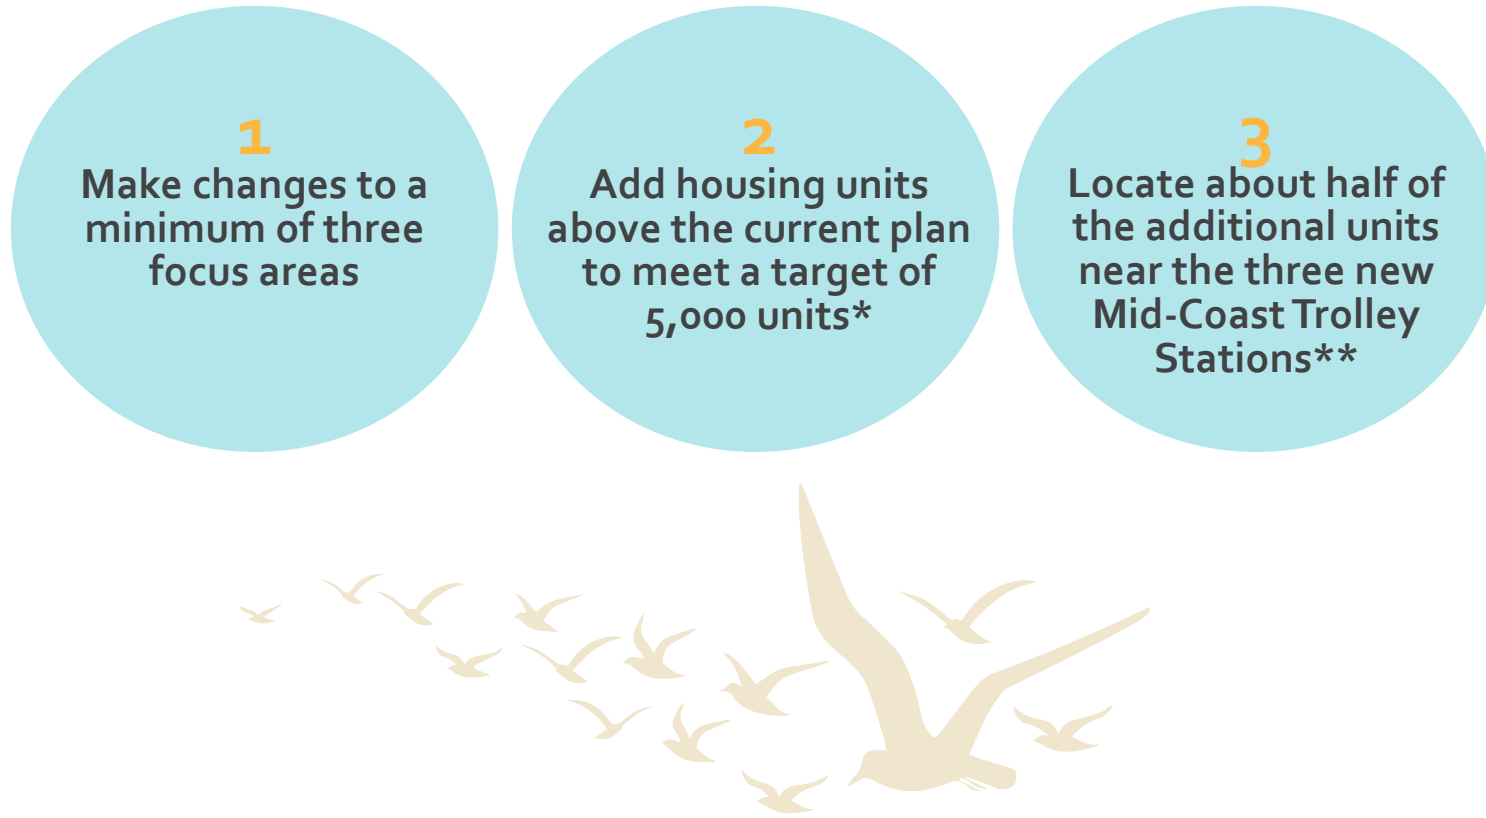 1
Make changes to a
minimum of three
focus areas
2
Add housing units
above the current plan
to meet a target of
5,000 units*
3
Locate about half of
the additional units
near the three new
Mid-Coast Trolley
Stations**